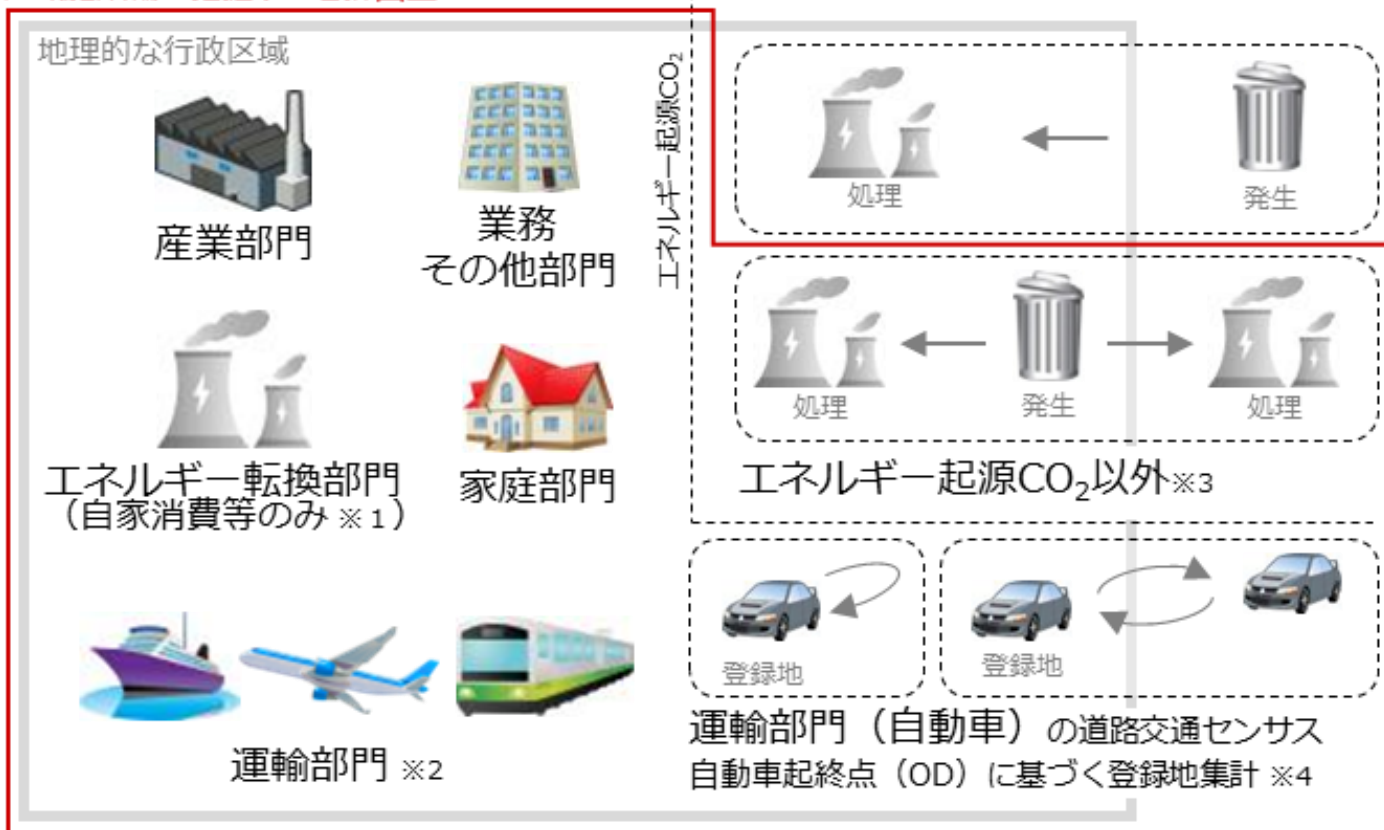 地理的な行政区域
産業部門
業務
その他部門
エネルギー転換部門
（自家消費等のみ ※１）
家庭部門
運輸部門 ※2
エネルギー起源CO₂
処理
発生
処理
発生
処理
エネルギー起源CO₂以外※3
登録地
登録地
運輸部門（自動車）の道路交通センサス
自動車起終点（OD）に基づく登録地集計 ※4